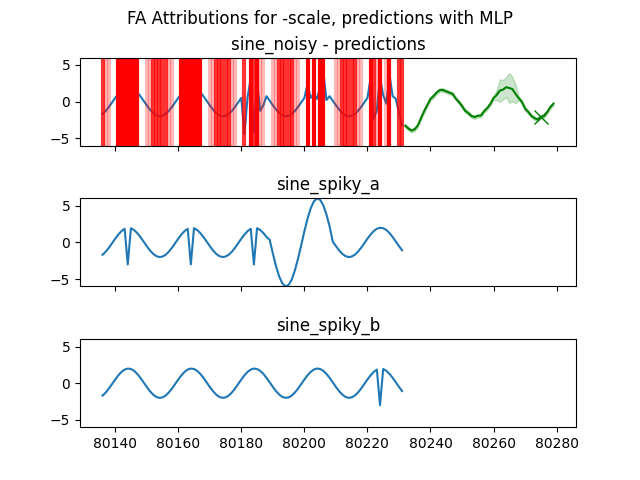 FA Attributions for -scale, predictions with MLP
sine_noisy - predictions
5
0
−5
sine_spiky_a
5
0
−5
sine_spiky_b
5
0
−5
80140 80160 80180 80200 80220 80240 80260 80280